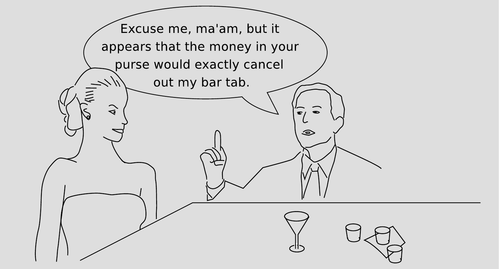 Excuse me, ma'am, but it
appears that the money in your
purse would exactly cancel
out my bar tab.